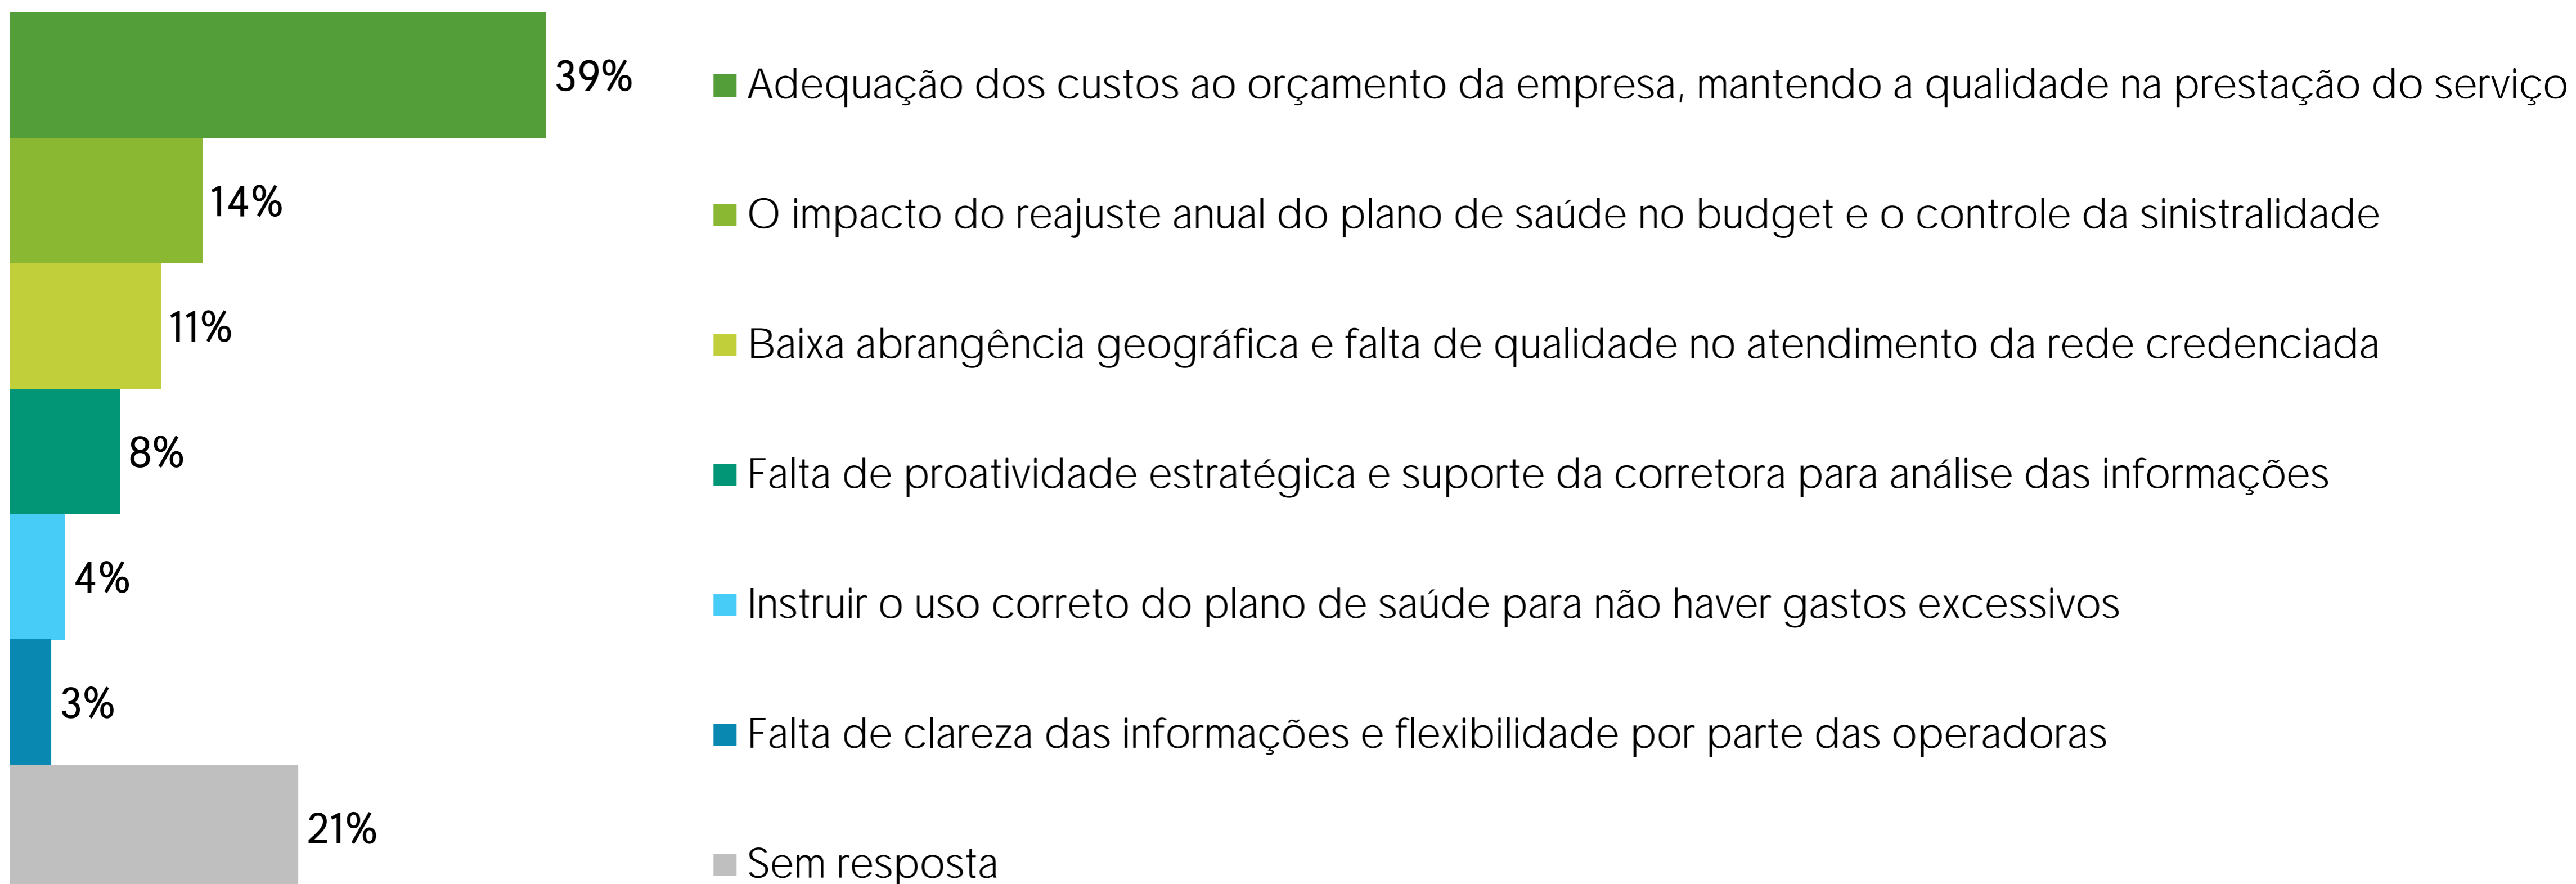 39%
Adequação dos custos ao orçamento da empresa, mantendo a qualidade na prestação do serviço
14%
O impacto do reajuste anual do plano de saúde no budget e o controle da sinistralidade
11%
Baixa abrangência geográfica e falta de qualidade no atendimento da rede credenciada
8%
Falta de proatividade estratégica e suporte da corretora para análise das informações
4%
Instruir o uso correto do plano de saúde para não haver gastos excessivos
3%
Falta de clareza das informações e flexibilidade por parte das operadoras
21%
Sem resposta